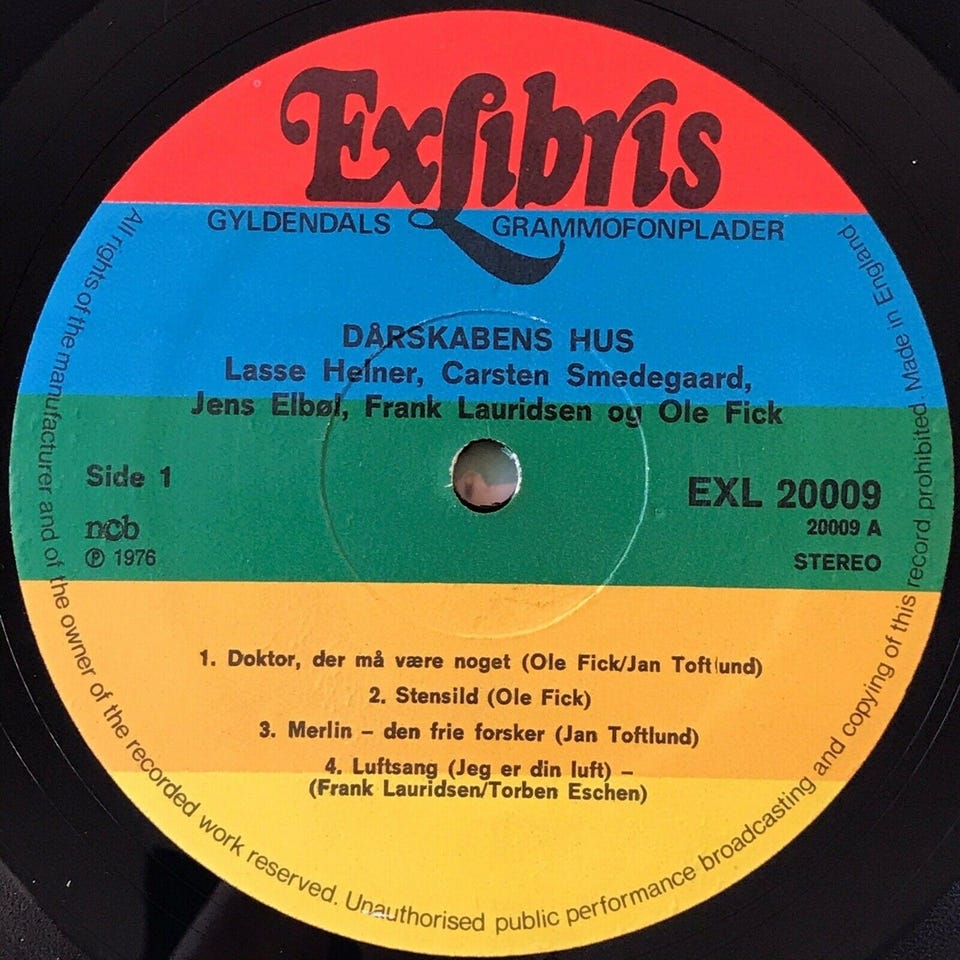 Exlibris
GYLDENDALS GRAMMOFONPLADER
DÅRSKABENS HUS
Lasse Helner, Carsten Smedegaard,
Jens Elbøl, Frank Lauridsen og Ole Fick
Side 1
EXL 20009
20009 A
ncb
Ⓟ 1976
STEREO
1. Doktor, der må være noget (Ole Fick/Jan Toftlund)
2. Stensild (Ole Fick)
3. Merlin – den frie forsker (Jan Toftlund)
4. Luftsang (Jeg er din luft) –
(Frank Lauridsen/Torben Eschen)
All rights of the manufacturer and of the owner of the recorded work reserved. Unauthorised public performance broadcasting and copying of this record prohibited. Made in England.